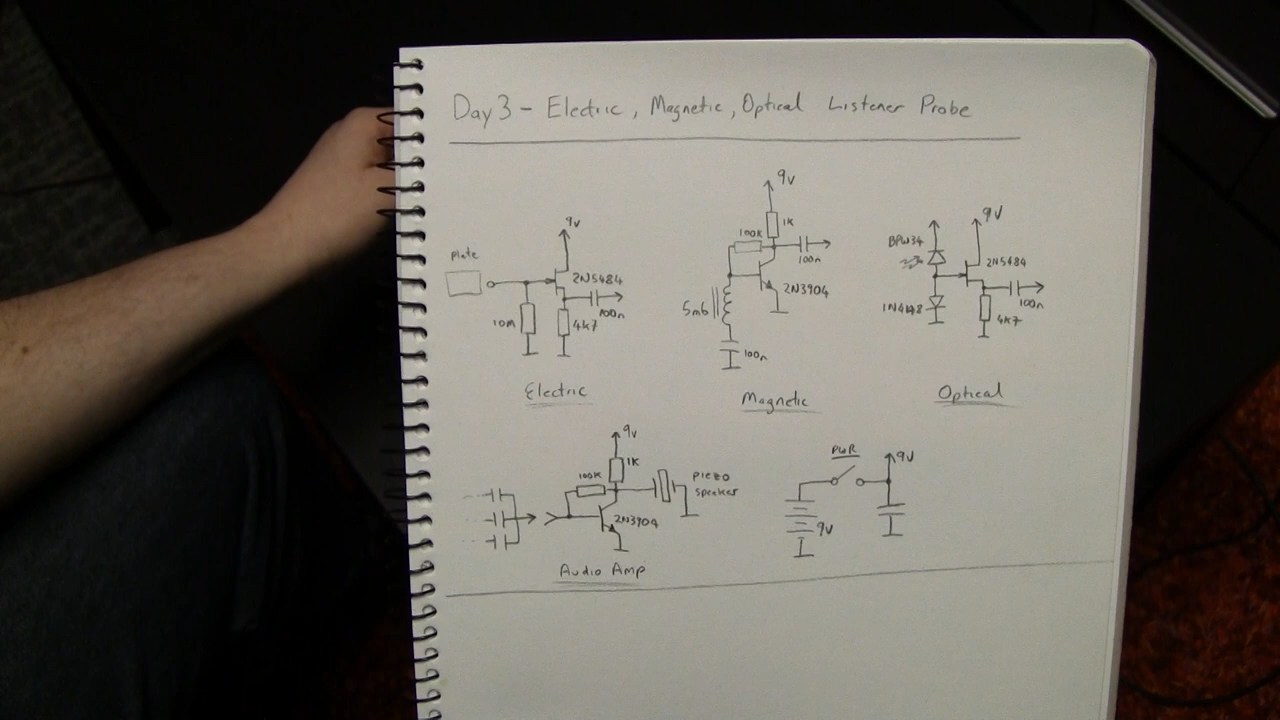 Day 3 - Electric, Magnetic, Optical Listener Probe
Plate
9v
2N5484
10m
4k7
100n
Electric
9v
1K
100K
100n
2N3904
5m6
100n
Magnetic
9V
BPW34
2N5484
1N4148
4k7
100n
Optical
9v
1K
100K
Piezo
speaker
2N3904
Audio Amp
PWR
9V
9v